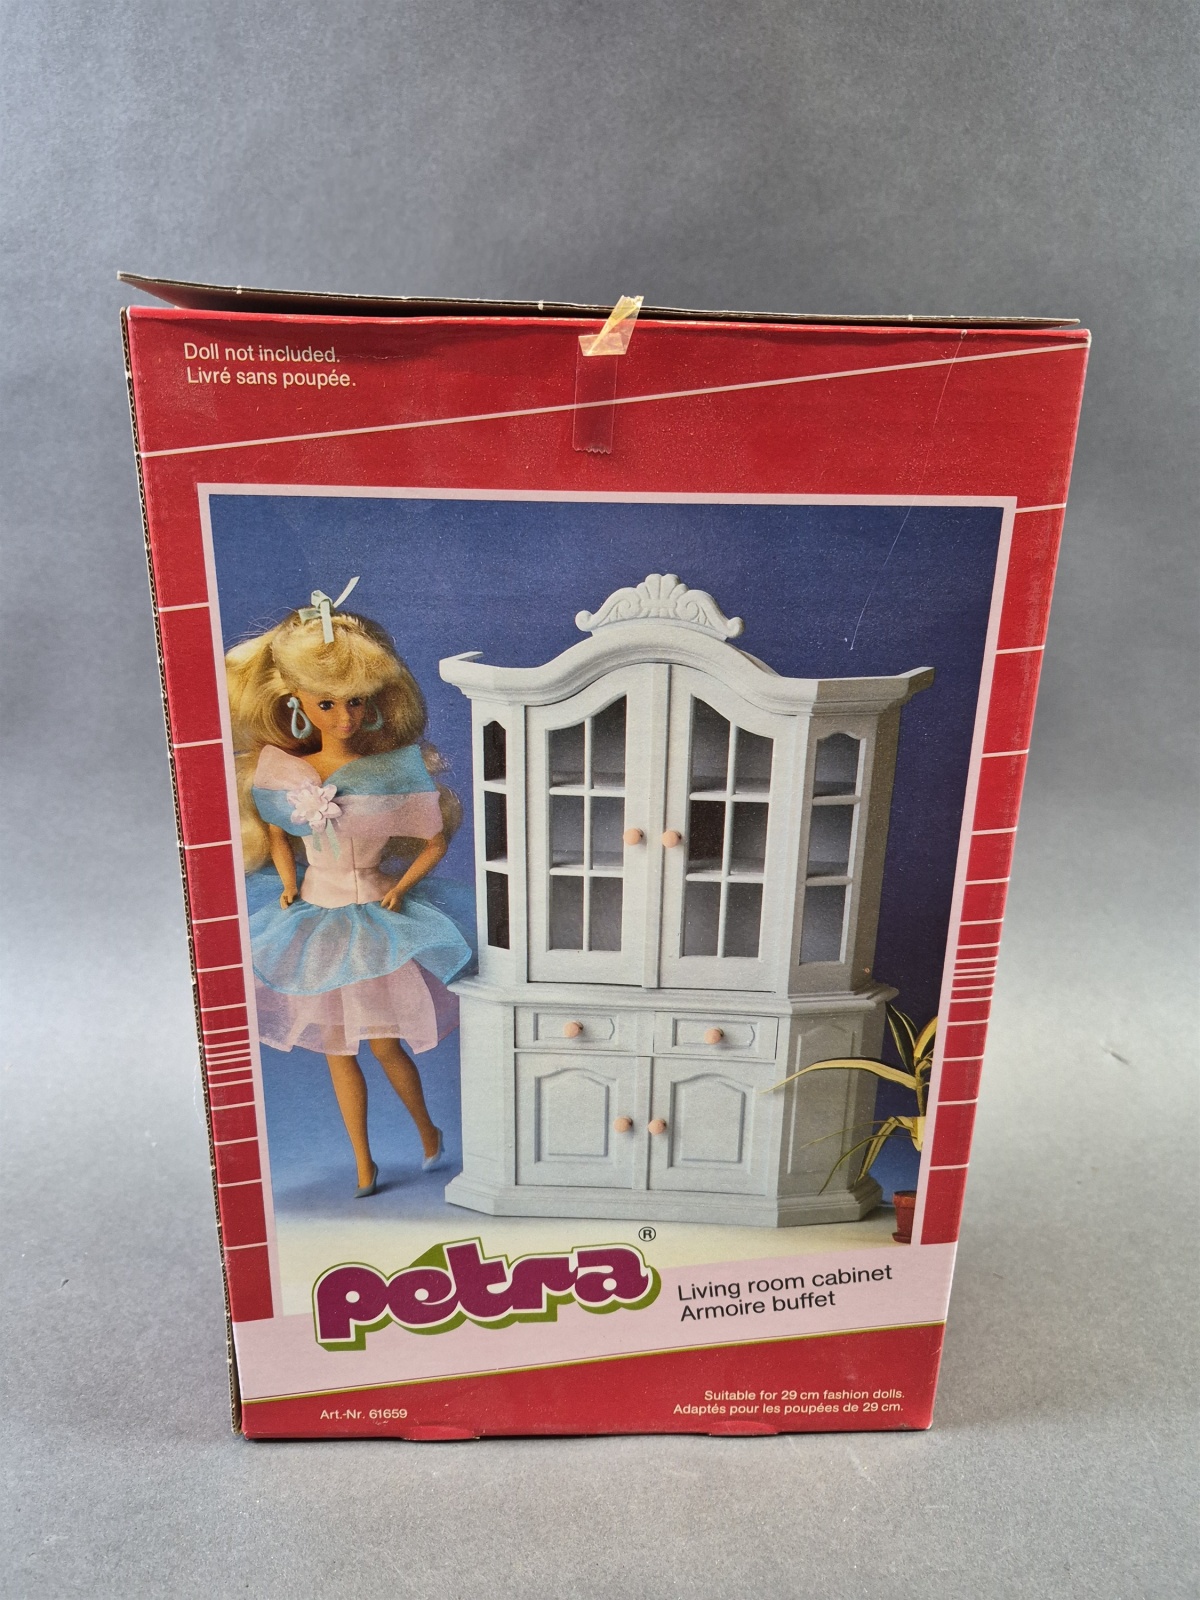 Doll not included.
Livré sans poupée.
petra®
Living room cabinet
Armoire buffet
Suitable for 29 cm fashion dolls.
Adaptés pour les poupées de 29 cm.
Art.-Nr. 61659